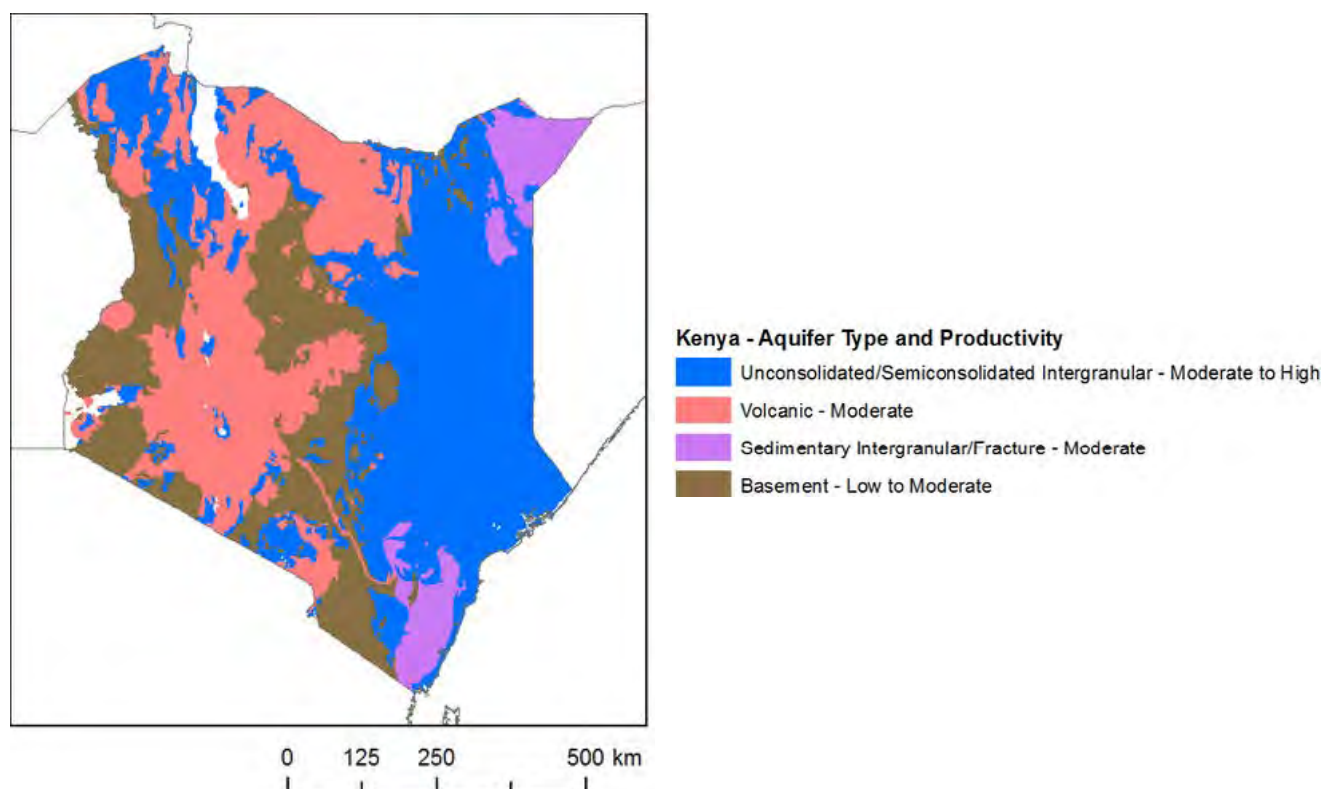 Kenya - Aquifer Type and Productivity
Unconsolidated/Semiconsolidated Intergranular - Moderate to High
Volcanic - Moderate
Sedimentary Intergranular/Fracture - Moderate
Basement - Low to Moderate
0 125 250 500 km